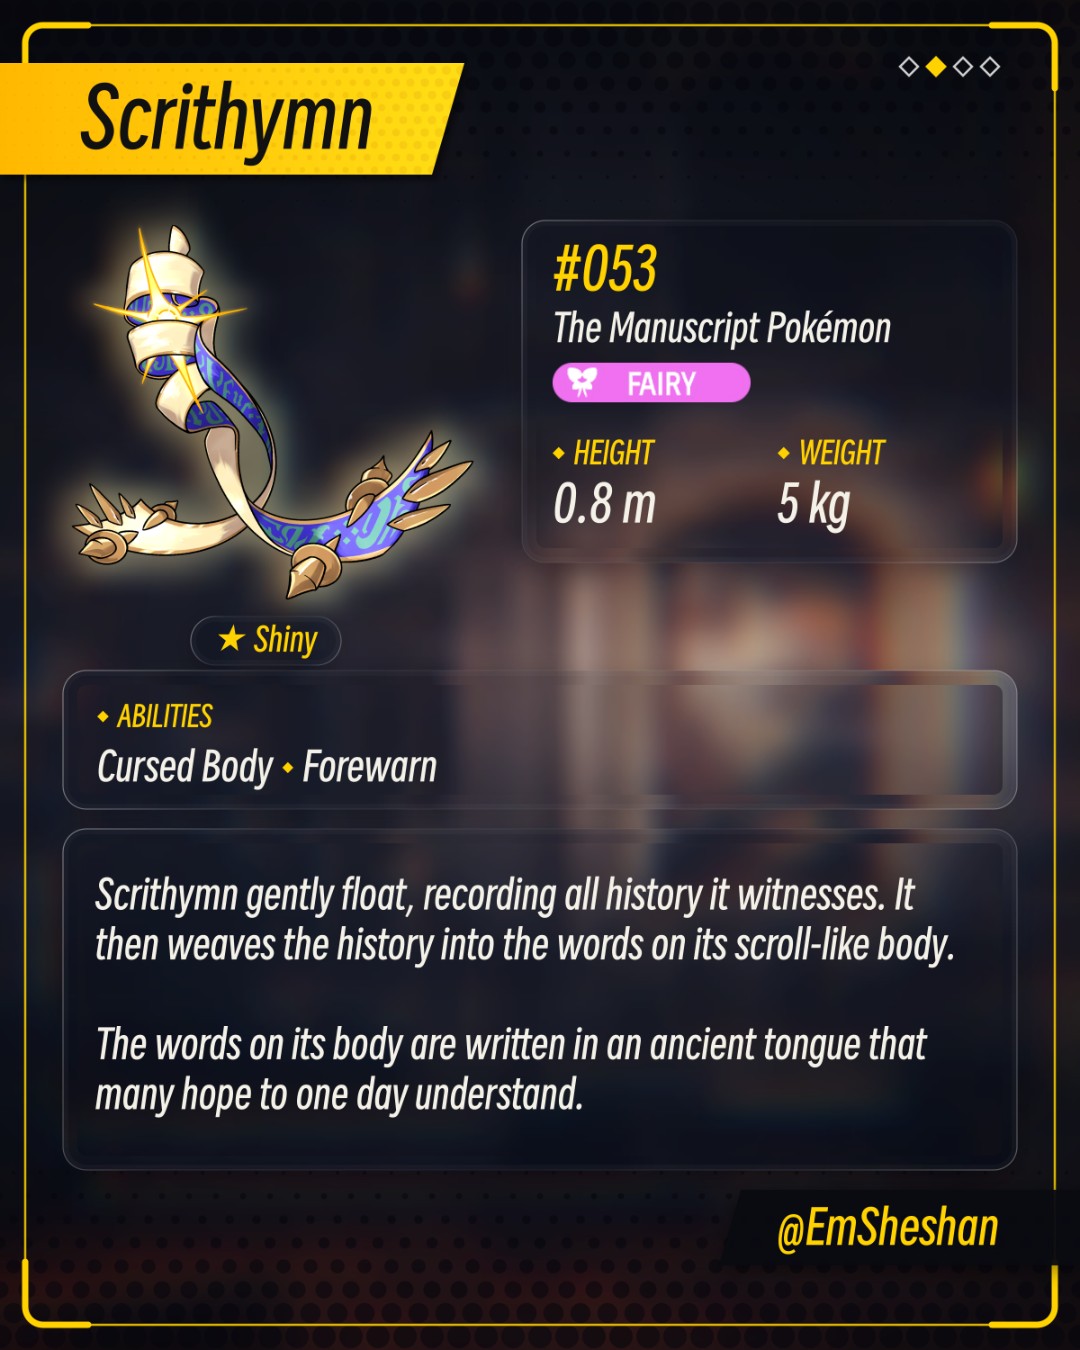 Scrithymn
#053
The Manuscript Pokémon
FAIRY
HEIGHT
WEIGHT
0.8 m
5 kg
★ Shiny
ABILITIES
Cursed Body ⬥ Forewarn
Scrithymn gently float, recording all history it witnesses. It
then weaves the history into the words on its scroll-like body.
The words on its body are written in an ancient tongue that
many hope to one day understand.
@EmSheshan